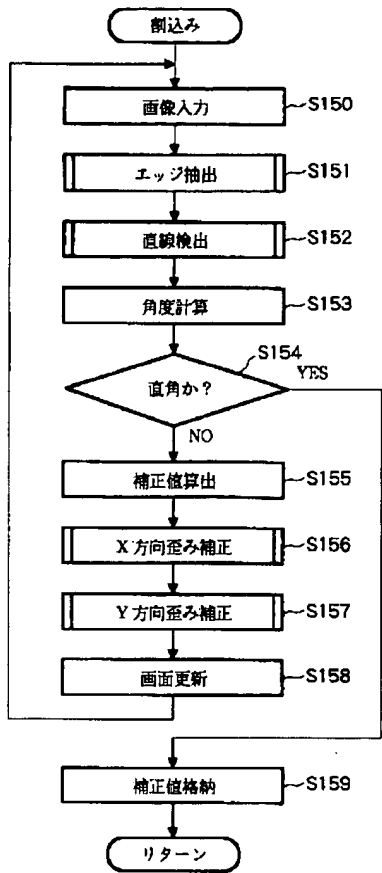 割込み
画像入力
S150
エッジ抽出
S151
直線検出
S152
角度計算
S153
S154
直角か?
YES
NO
補正値算出
S155
X方向歪み補正
S156
Y方向歪み補正
S157
画面更新
S158
補正値格納
S159
リターン